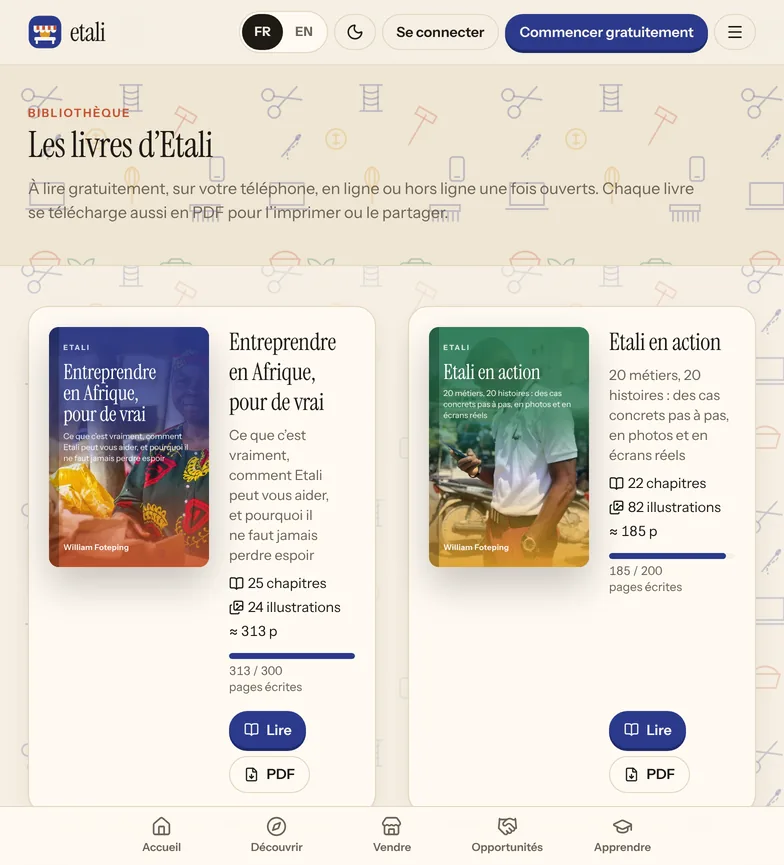 etali
FR
EN
Se connecter
Commencer gratuitement
BIBLIOTHÈQUE
Les livres d’Etali
À lire gratuitement, sur votre téléphone, en ligne ou hors ligne une fois ouverts. Chaque livre
se télécharge aussi en PDF pour l'imprimer ou le partager.
ETALI
Entreprendre
en Afrique,
pour de vrai
Ce que c’est vraiment, comment
Etali peut vous aider, et pourquoi il
ne faut jamais perdre espoir
William Foteping
Entreprendre
en Afrique,
pour de vrai
Ce que c’est
vraiment,
comment Etali
peut vous aider,
et pourquoi il
ne faut jamais
perdre espoir
25 chapitres
24 illustrations
≈ 313 p
313 / 300
pages écrites
Lire
PDF
ETALI
Etali en action
20 métiers, 20 histoires : des cas
concrets pas à pas, en photos et en
écrans réels
William Foteping
Etali en action
20 métiers, 20
histoires : des cas
concrets pas à pas,
en photos et en
écrans réels
22 chapitres
82 illustrations
≈ 185 p
185 / 200
pages écrites
Lire
PDF
Accueil
Découvrir
Vendre
Opportunités
Apprendre